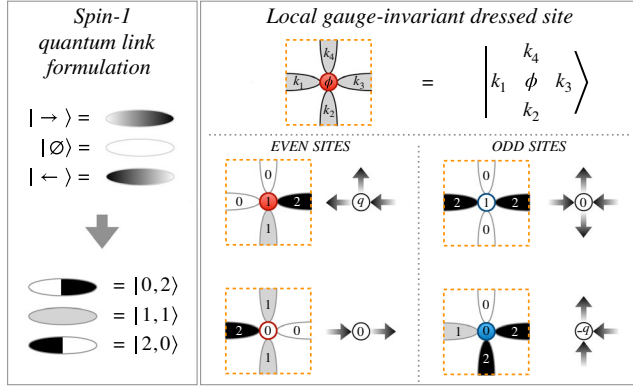 Spin-1
quantum link
formulation
| → ⟩ =
| ∅ ⟩ =
| ← ⟩ =
= |0,2⟩
= |1,1⟩
= |2,0⟩
Local gauge-invariant dressed site
k4
k1 ϕ k3
k2
=
| k4
k1 ϕ k3
k2 ⟩
EVEN SITES
ODD SITES
0
0 1 2
1
q
0
2 1 2
0
0
1
2 0 0
1
0
0
1 0 2
2
-q